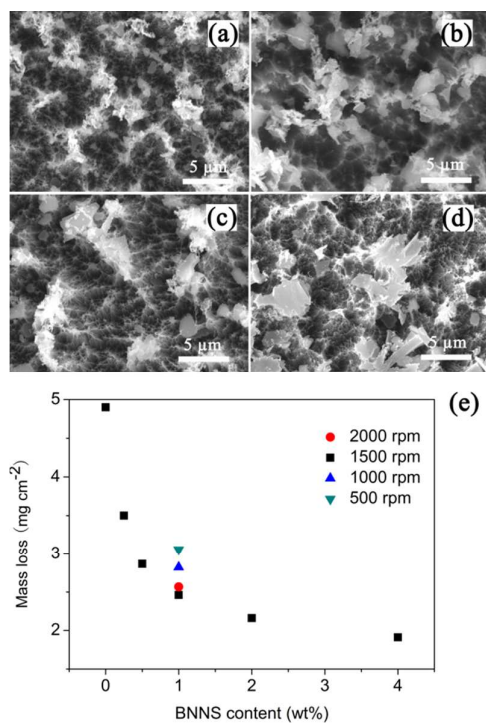 (a)
5 µm
(b)
5 µm
(c)
5 µm
(d)
5 µm
(e)
5
4
3
2
Mass loss (mg cm-2)
2000 rpm
1500 rpm
1000 rpm
500 rpm
0 1 2 3 4
BNNS content (wt%)